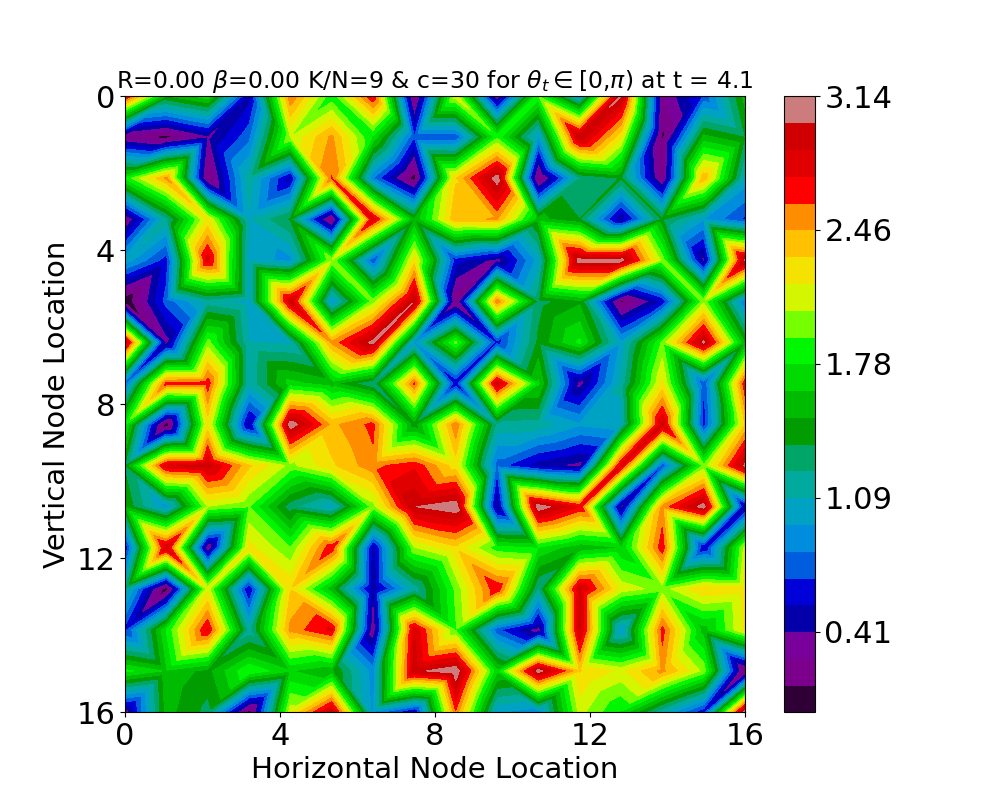 R=0.00 β=0.00 K/N=9 & c=30 for θₜ∈[0,π) at t = 4.1
0
4
8
12
16
Vertical Node Location
0 4 8 12 16
Horizontal Node Location
3.14
2.46
1.78
1.09
0.41